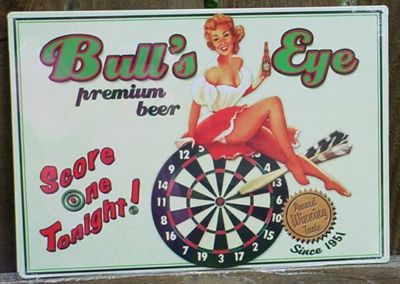 Bull's Eye
premium
beer
Score
One
Tonight!
Award
Winning
Taste
Since 1951